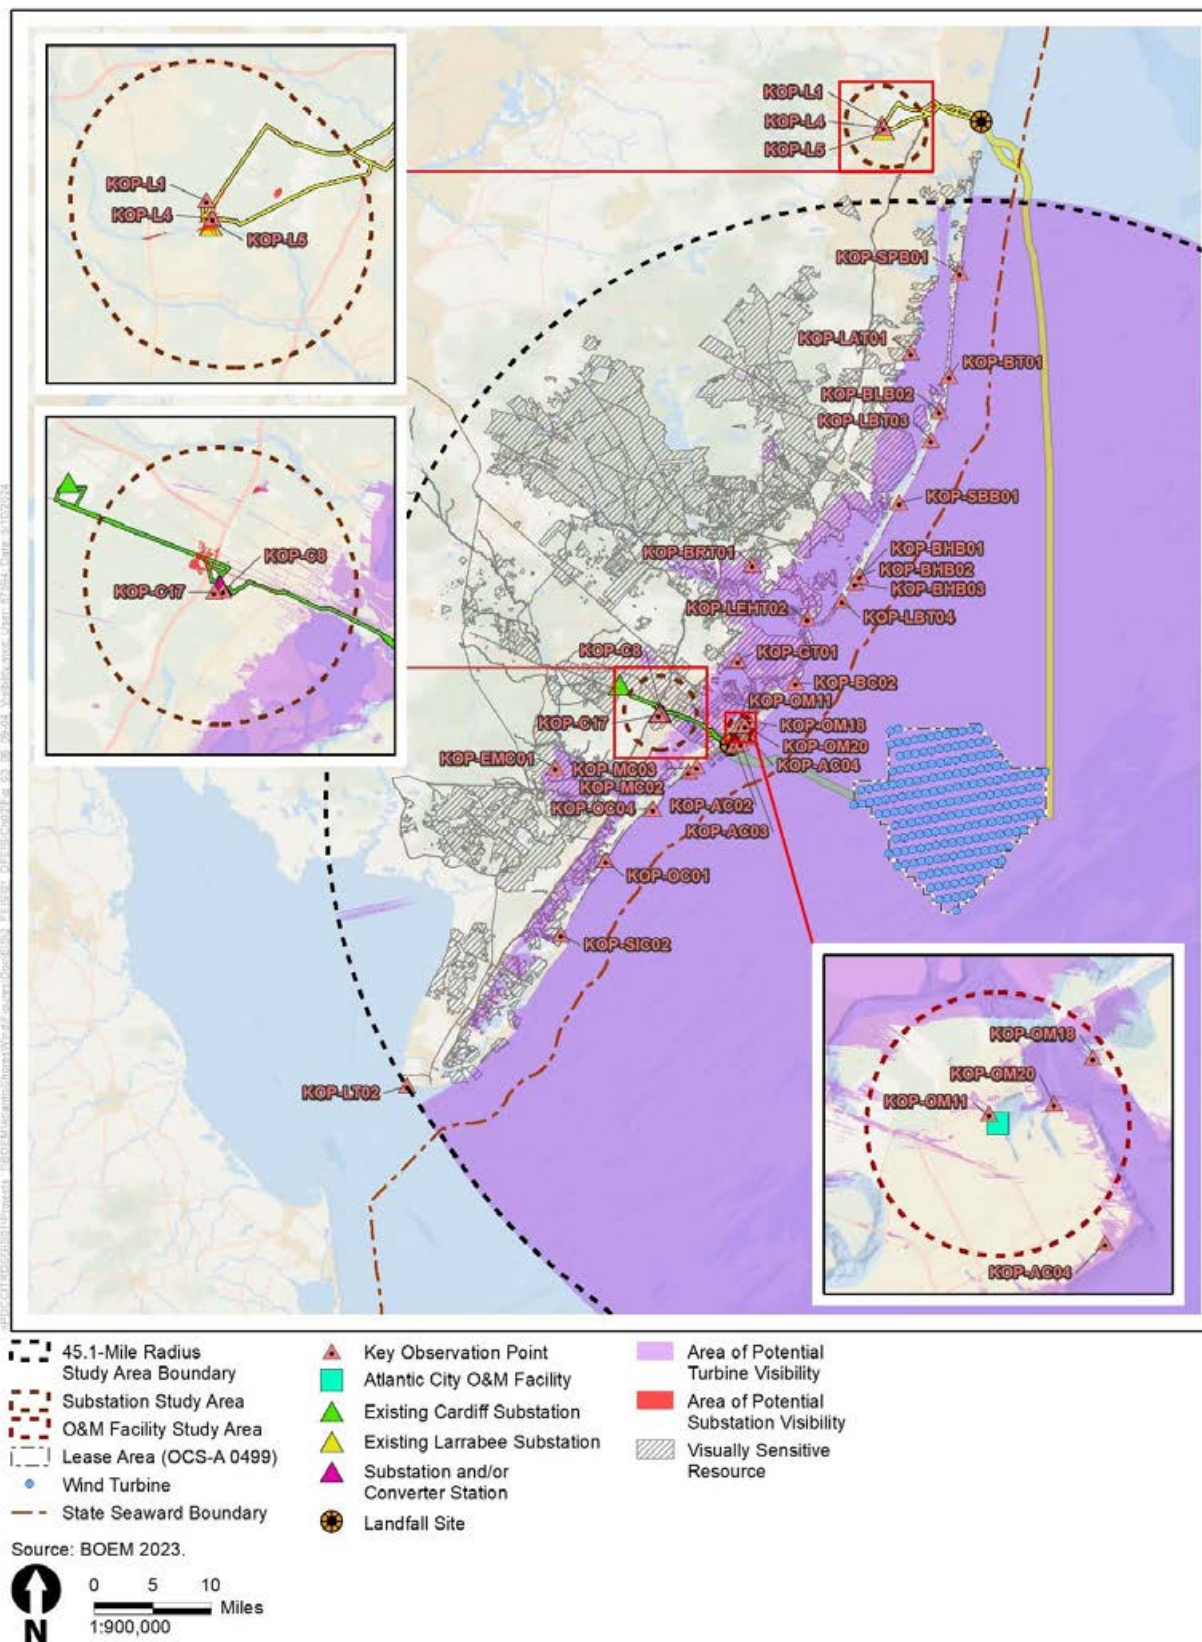 KOP-L1
KOP-L4
KOP-L5
KOP-L1
KOP-L4
KOP-L5
KOP-SPB01
KOP-LAT01
KOP-BT01
KOP-BLB02
KOP-LBT03
KOP-SBB01
KOP-C8
KOP-C17
KOP-BRT01
KOP-BHB01
KOP-BHB02
KOP-BHB03
KOP-LEHT02
KOP-LBT04
KOP-C8
KOP-GT01
KOP-BC02
KOP-OM11
KOP-C17
KOP-OM18
KOP-OM20
KOP-EMC01
KOP-MC03
KOP-AC04
KOP-MC02
KOP-OC04
KOP-AC02
KOP-AC03
KOP-OC01
KOP-SIC02
KOP-LT02
KOP-OM18
KOP-OM20
KOP-OM11
KOP-AC04
45.1-Mile Radius
Study Area Boundary
Substation Study Area
O&M Facility Study Area
Lease Area (OCS-A 0499)
Wind Turbine
State Seaward Boundary
Key Observation Point
Atlantic City O&M Facility
Existing Cardiff Substation
Existing Larrabee Substation
Substation and/or
Converter Station
Landfall Site
Area of Potential
Turbine Visibility
Area of Potential
Substation Visibility
Visually Sensitive
Resource
Source: BOEM 2023.
0 5 10
Miles
1:900,000
N